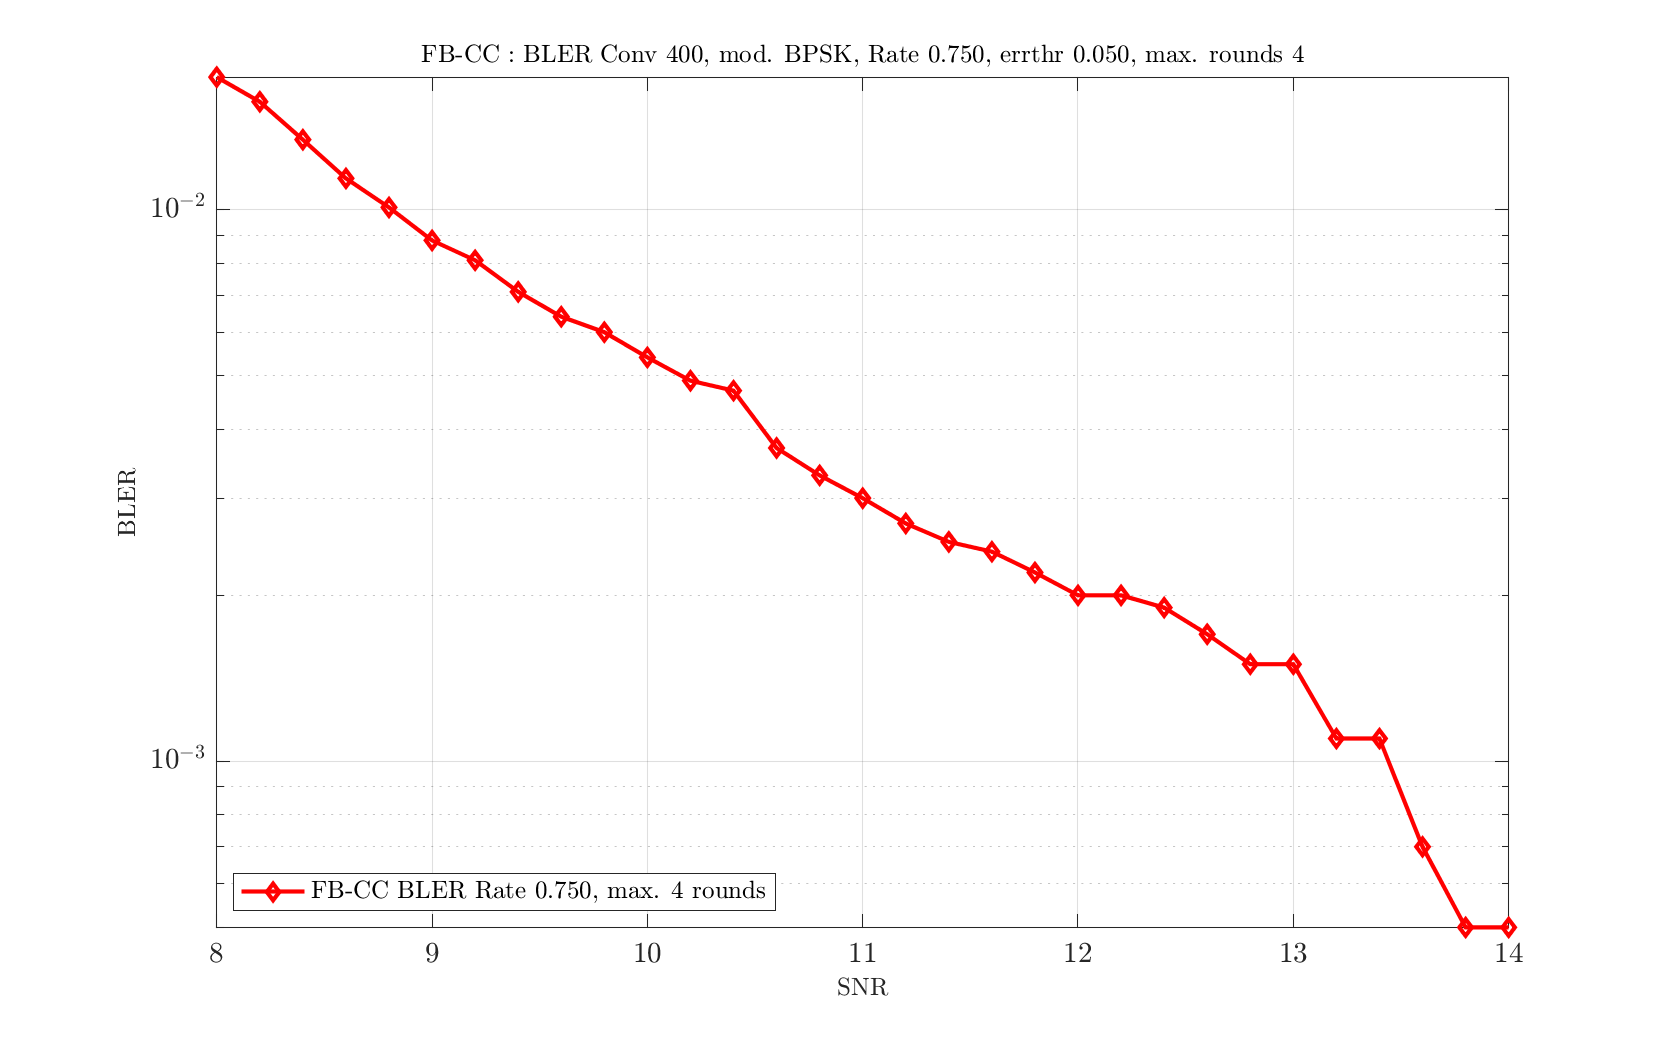 FB-CC : BLER Conv 400, mod. BPSK, Rate 0.750, errthr 0.050, max. rounds 4
10⁻²
BLER
10⁻³
FB-CC BLER Rate 0.750, max. 4 rounds
8 9 10 11 12 13 14
SNR